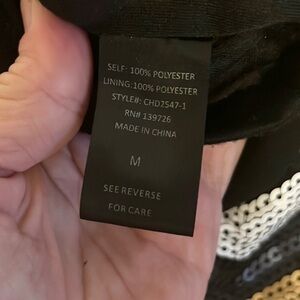 SELF: 100% POLYESTER
LINING:100% POLYESTER
STYLE#: CHD2547-1
RN# 139726
MADE IN CHINA
M
SEE REVERSE
FOR CARE